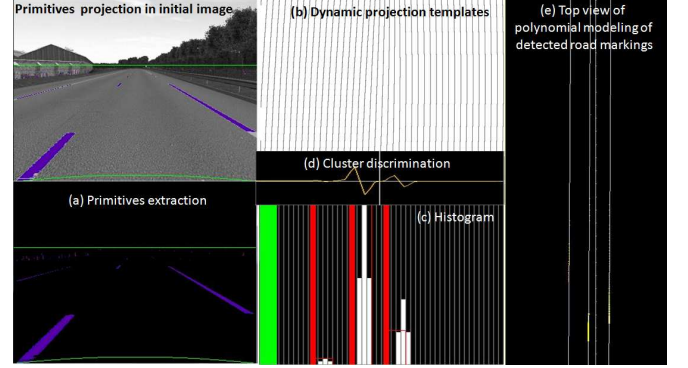 Primitives projection in initial image
(b) Dynamic projection templates
(e) Top view of
polynomial modeling of
detected road markings
(d) Cluster discrimination
(a) Primitives extraction
(c) Histogram